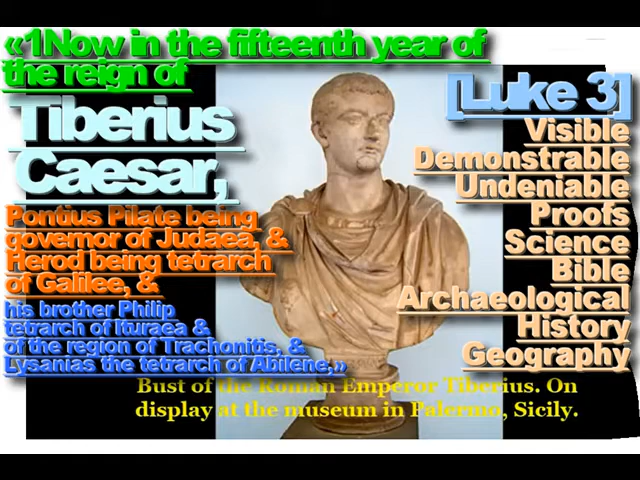 «1Now in the fifteenth year of
the reign of
Tiberius
Caesar,
Pontius Pilate being
governor of Judaea, &
Herod being tetrarch
of Galilee, &
his brother Philip
tetrarch of Ituraea &
of the region of Trachonitis, &
Lysanias the tetrarch of Abilene,»
[Luke 3]
Visible
Demonstrable
Undeniable
Proofs
Science
Bible
Archaeological
History
Geography
Bust of the Roman Emperor Tiberius. On
display at the museum in Palermo, Sicily.